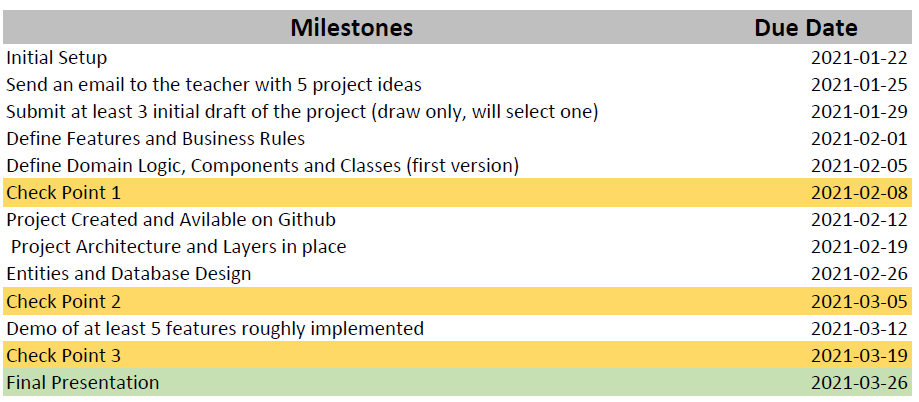 Milestones Due Date
Initial Setup 2021-01-22
Send an email to the teacher with 5 project ideas 2021-01-25
Submit at least 3 initial draft of the project (draw only, will select one) 2021-01-29
Define Features and Business Rules 2021-02-01
Define Domain Logic, Components and Classes (first version) 2021-02-05
Check Point 1 2021-02-08
Project Created and Avilable on Github 2021-02-12
Project Architecture and Layers in place 2021-02-19
Entities and Database Design 2021-02-26
Check Point 2 2021-03-05
Demo of at least 5 features roughly implemented 2021-03-12
Check Point 3 2021-03-19
Final Presentation 2021-03-26